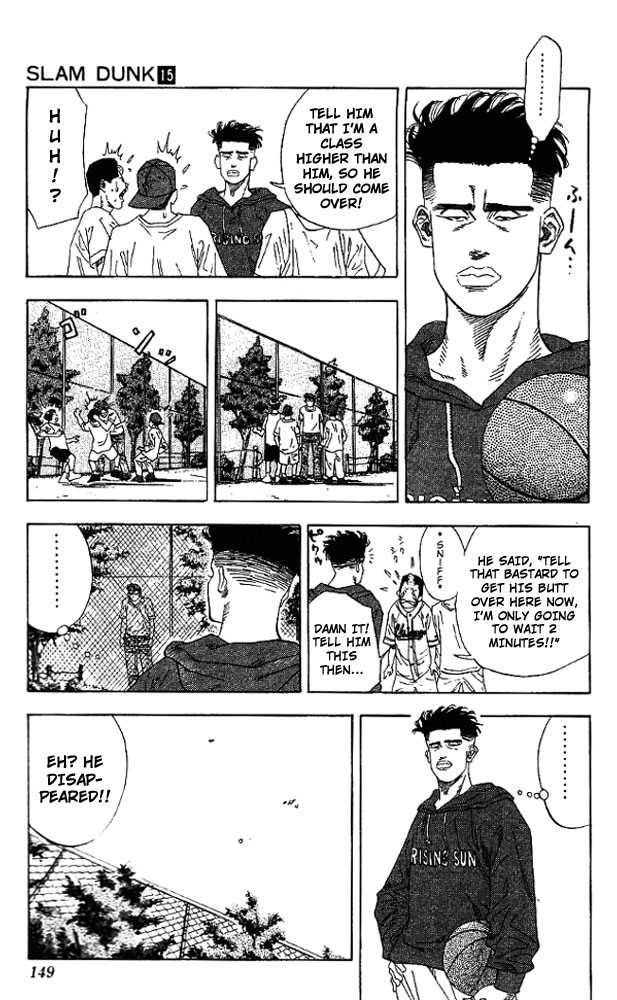 SLAM DUNK 15
.........
ふーん...
TELL HIM
THAT I'M A
CLASS
HIGHER THAN
HIM, SO HE
SHOULD COME
OVER!
HUH!?
RISING S
RISING SUN
HE SAID, "TELL
THAT BASTARD TO
GET HIS BUTT
OVER HERE NOW,
I'M ONLY GOING
TO WAIT 2
MINUTES!!"
*SNIFF*
DAMN IT!
TELL HIM
THIS
THEN...
.........
.........
RISING SUN
EH? HE
DISAP-
PEARED!!
149